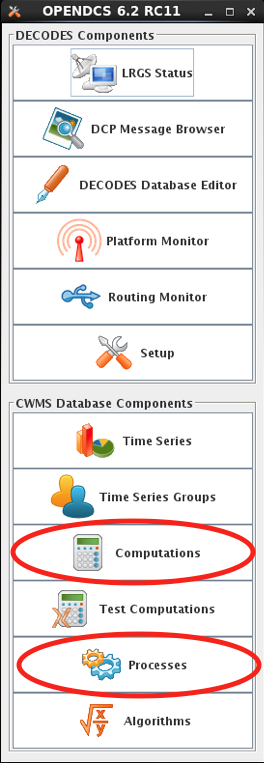 OPENDCS 6.2 RC11
DECODES Components
LRGS Status
DCP Message Browser
DECODES Database Editor
Platform Monitor
Routing Monitor
Setup
CWMS Database Components
Time Series
Time Series Groups
Computations
Test Computations
Processes
Algorithms